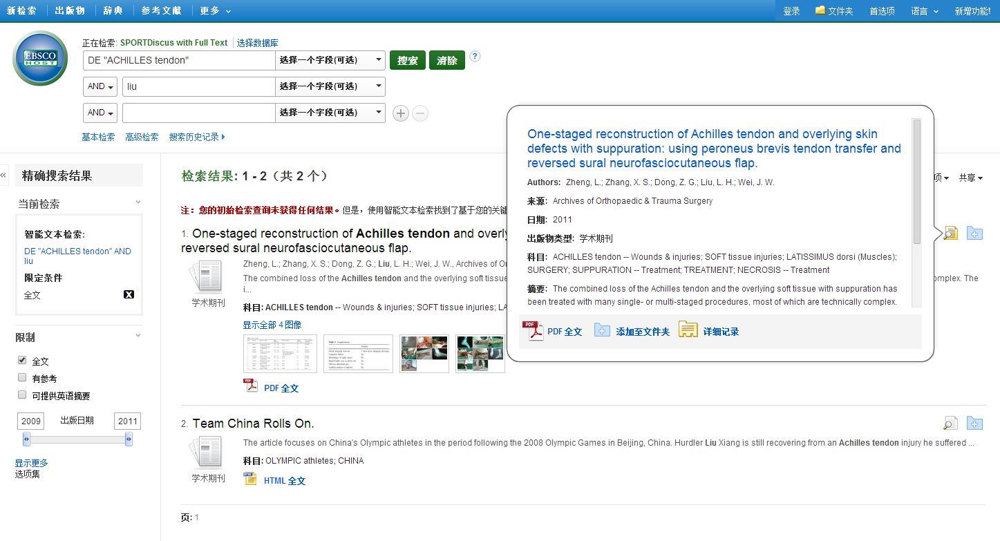 新检索 出版物 辞典 参考文献 更多
登录 文件夹 首选项 语言 新增功能!
EBSCO
HOST
正在检索: SPORTDiscus with Full Text 选择数据库
DE "ACHILLES tendon" 选择一个字段(可选) 搜索 清除 ?
AND liu 选择一个字段(可选)
AND 选择一个字段(可选)
基本检索 高级检索 搜索历史记录
«
精确搜索结果
当前检索
智能文本检索:
DE "ACHILLES tendon" AND
liu
限定条件
全文
限制
全文
有参考
可提供英语摘要
2009 出版日期 2011
显示更多
选项集
检索结果: 1 - 2（共 2 个）
项 共享
注：您的初始检索查询未获得任何结果。但是，使用智能文本检索找到了基于您的关键
1. One-staged reconstruction of Achilles tendon and overly
reversed sural neurofasciocutaneous flap.
学术期刊
Zheng, L.; Zhang, X. S.; Dong, Z. G.; Liu, L. H.; Wei, J. W., Archives of Or
The combined loss of the Achilles tendon and the overlying soft tissue
omplex. The
i...
科目: ACHILLES tendon -- Wounds & injuries; SOFT tissue injuries; LA
显示全部 4 图像
PDF 全文
One-staged reconstruction of Achilles tendon and overlying skin
defects with suppuration: using peroneus brevis tendon transfer and
reversed sural neurofasciocutaneous flap.
Authors: Zheng, L.; Zhang, X. S.; Dong, Z. G.; Liu, L. H.; Wei, J. W.
来源: Archives of Orthopaedic & Trauma Surgery
日期: 2011
出版物类型: 学术期刊
科目: ACHILLES tendon -- Wounds & injuries; SOFT tissue injuries; LATISSIMUS dorsi (Muscles);
SURGERY; SUPPURATION -- Treatment; TREATMENT; NECROSIS -- Treatment
摘要: The combined loss of the Achilles tendon and the overlying soft tissue with suppuration has
been treated with many single- or multi-staged procedures, most of which are technically complex.
PDF PDF 全文 添加至文件夹 详细记录
2. Team China Rolls On.
学术期刊
The article focuses on China's Olympic athletes in the period following the 2008 Olympic Games in Beijing, China. Hurdler Liu Xiang is still recovering from an Achilles tendon injury he suffered ...
科目: OLYMPIC athletes; CHINA
HTML 全文
页: 1